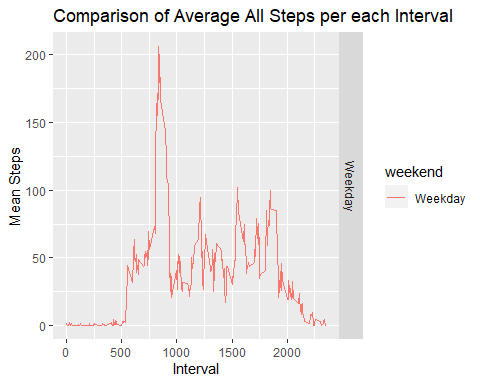 Comparison of Average All Steps per each Interval
200
150
100
50
0
Mean Steps
0 500 1000 1500 2000
Interval
Weekday
weekend
Weekday